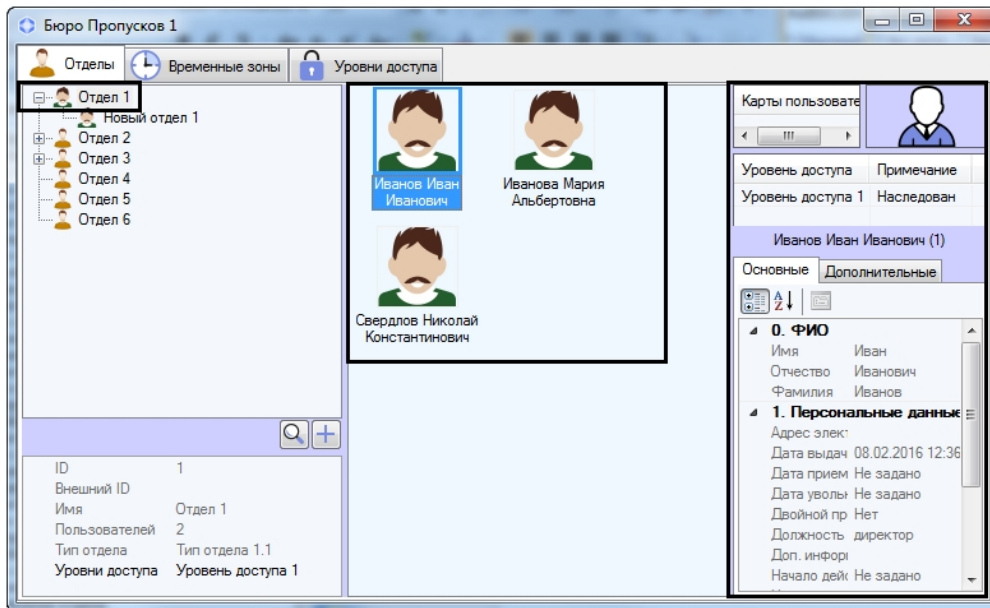 Бюро Пропусков 1
Отделы Временные зоны Уровни доступа
Отдел 1
Новый отдел 1
Отдел 2
Отдел 3
Отдел 4
Отдел 5
Отдел 6
ID 1
Внешний ID
Имя Отдел 1
Пользователей 2
Тип отдела Тип отдела 1.1
Уровни доступа Уровень доступа 1
Иванов Иван
Иванович
Иванова Мария
Альбертовна
Свердлов Николай
Константинович
Карты пользовате
Уровень доступа Примечание
Уровень доступа 1 Наследован
Иванов Иван Иванович (1)
Основные Дополнительные
0. ФИО
Имя Иван
Отчество Иванович
Фамилия Иванов
1. Персональные данные
Адрес элект
Дата выдач 08.02.2016 12:36
Дата прием Не задано
Дата увольн Не задано
Двойной пр Нет
Должность директор
Доп. информ
Начало дейс Не задано